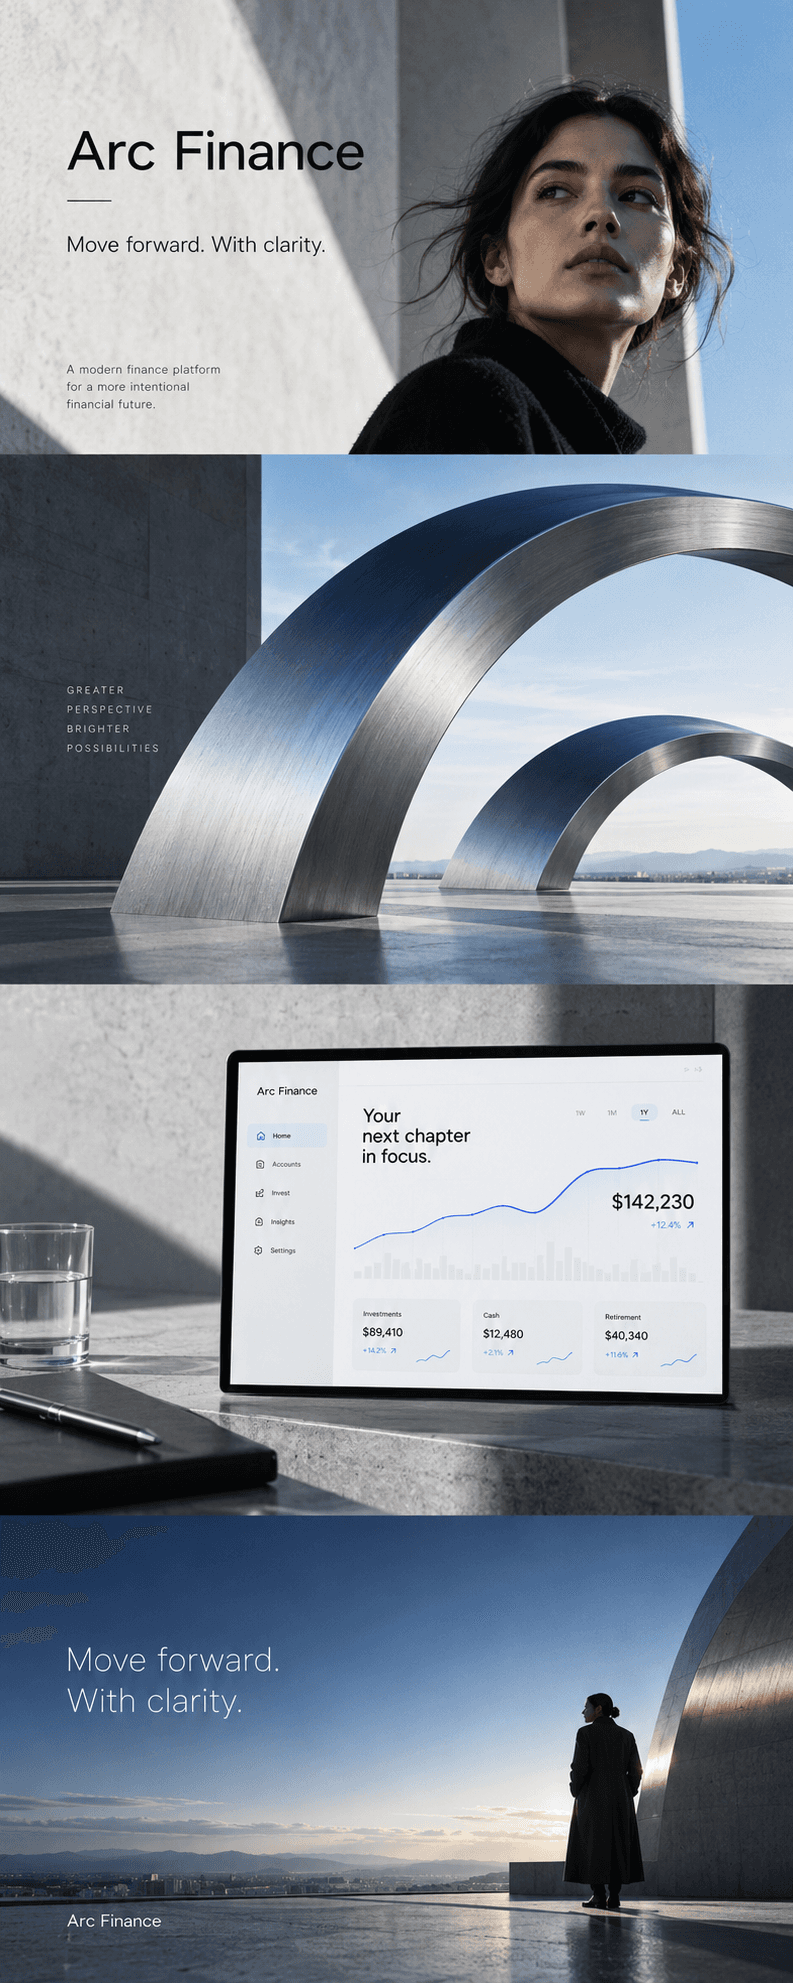 Arc Finance
Move forward. With clarity.
A modern finance platform
for a more intentional
financial future.
GREATER
PERSPECTIVE
BRIGHTER
POSSIBILITIES
Arc Finance
Home
Accounts
Invest
Insights
Settings
Your
next chapter
in focus.
1W 1M 1Y ALL
$142,230
+12.4%
Investments
$89,410
+14.2%
Cash
$12,480
+2.1%
Retirement
$40,340
+11.6%
Move forward.
With clarity.
Arc Finance